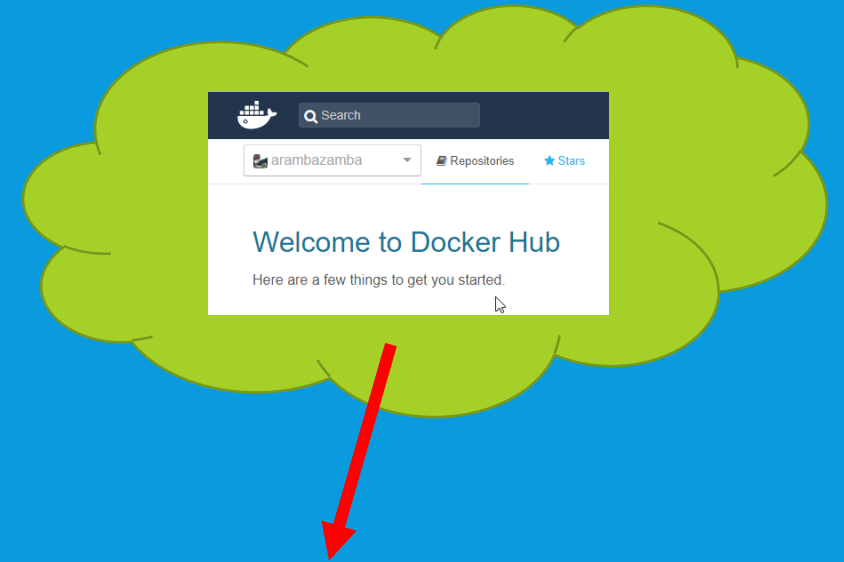 Search
arambazamba Repositories Stars
Welcome to Docker Hub
Here are a few things to get you started.